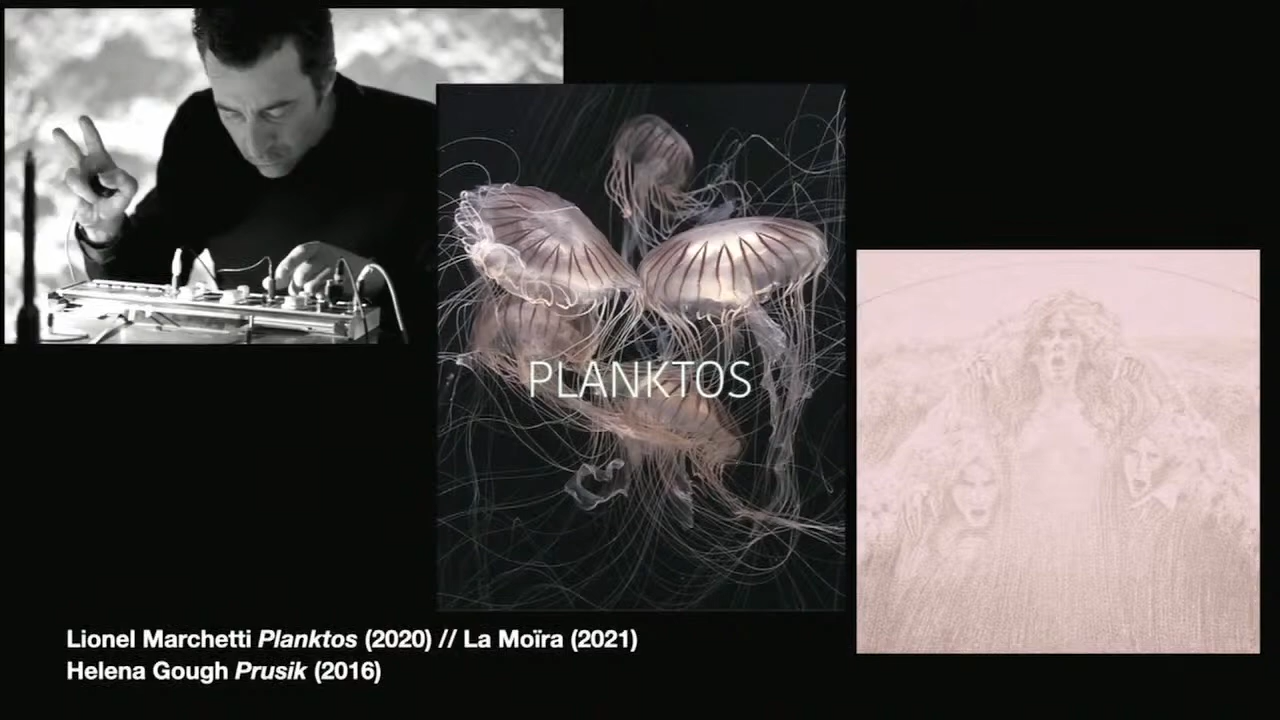 PLANKTOS
Lionel Marchetti Planktos (2020) // La Moïra (2021)
Helena Gough Prusik (2016)